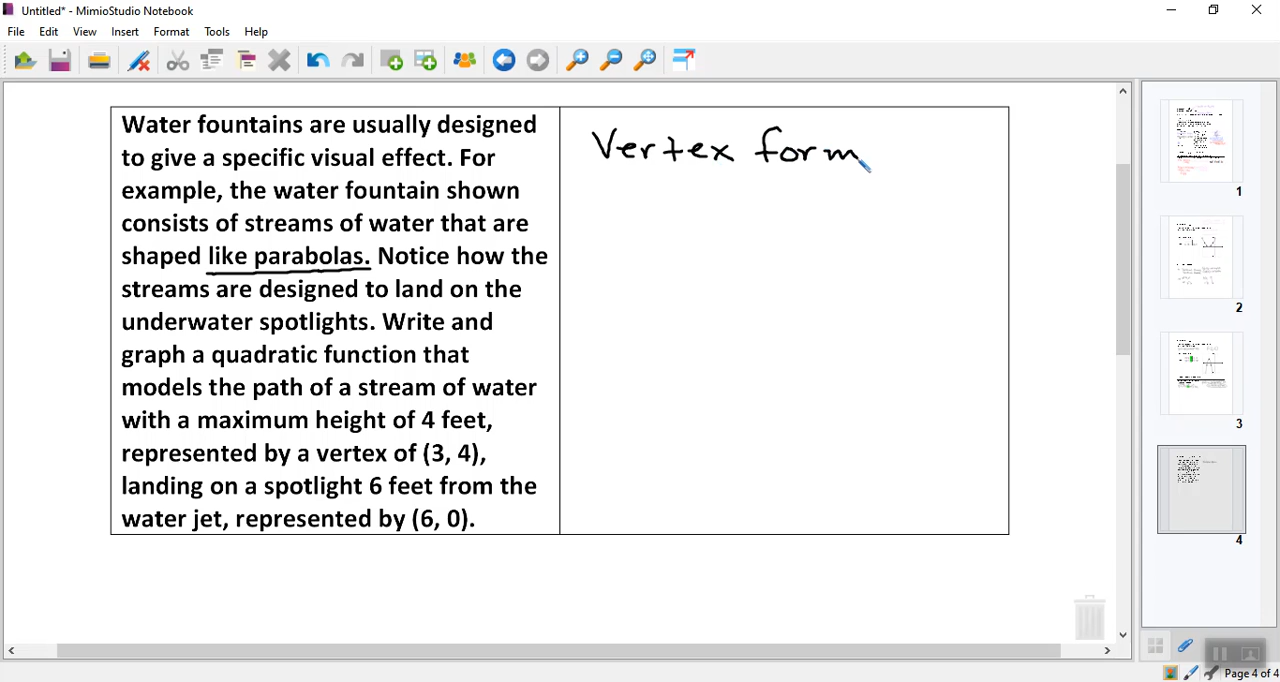 Untitled* - MimioStudio Notebook
File Edit View Insert Format Tools Help
Water fountains are usually designed
to give a specific visual effect. For
example, the water fountain shown
consists of streams of water that are
shaped like parabolas. Notice how the
streams are designed to land on the
underwater spotlights. Write and
graph a quadratic function that
models the path of a stream of water
with a maximum height of 4 feet,
represented by a vertex of (3, 4),
landing on a spotlight 6 feet from the
water jet, represented by (6, 0).
Vertex form
1
2
3
4
Page 4 of 4